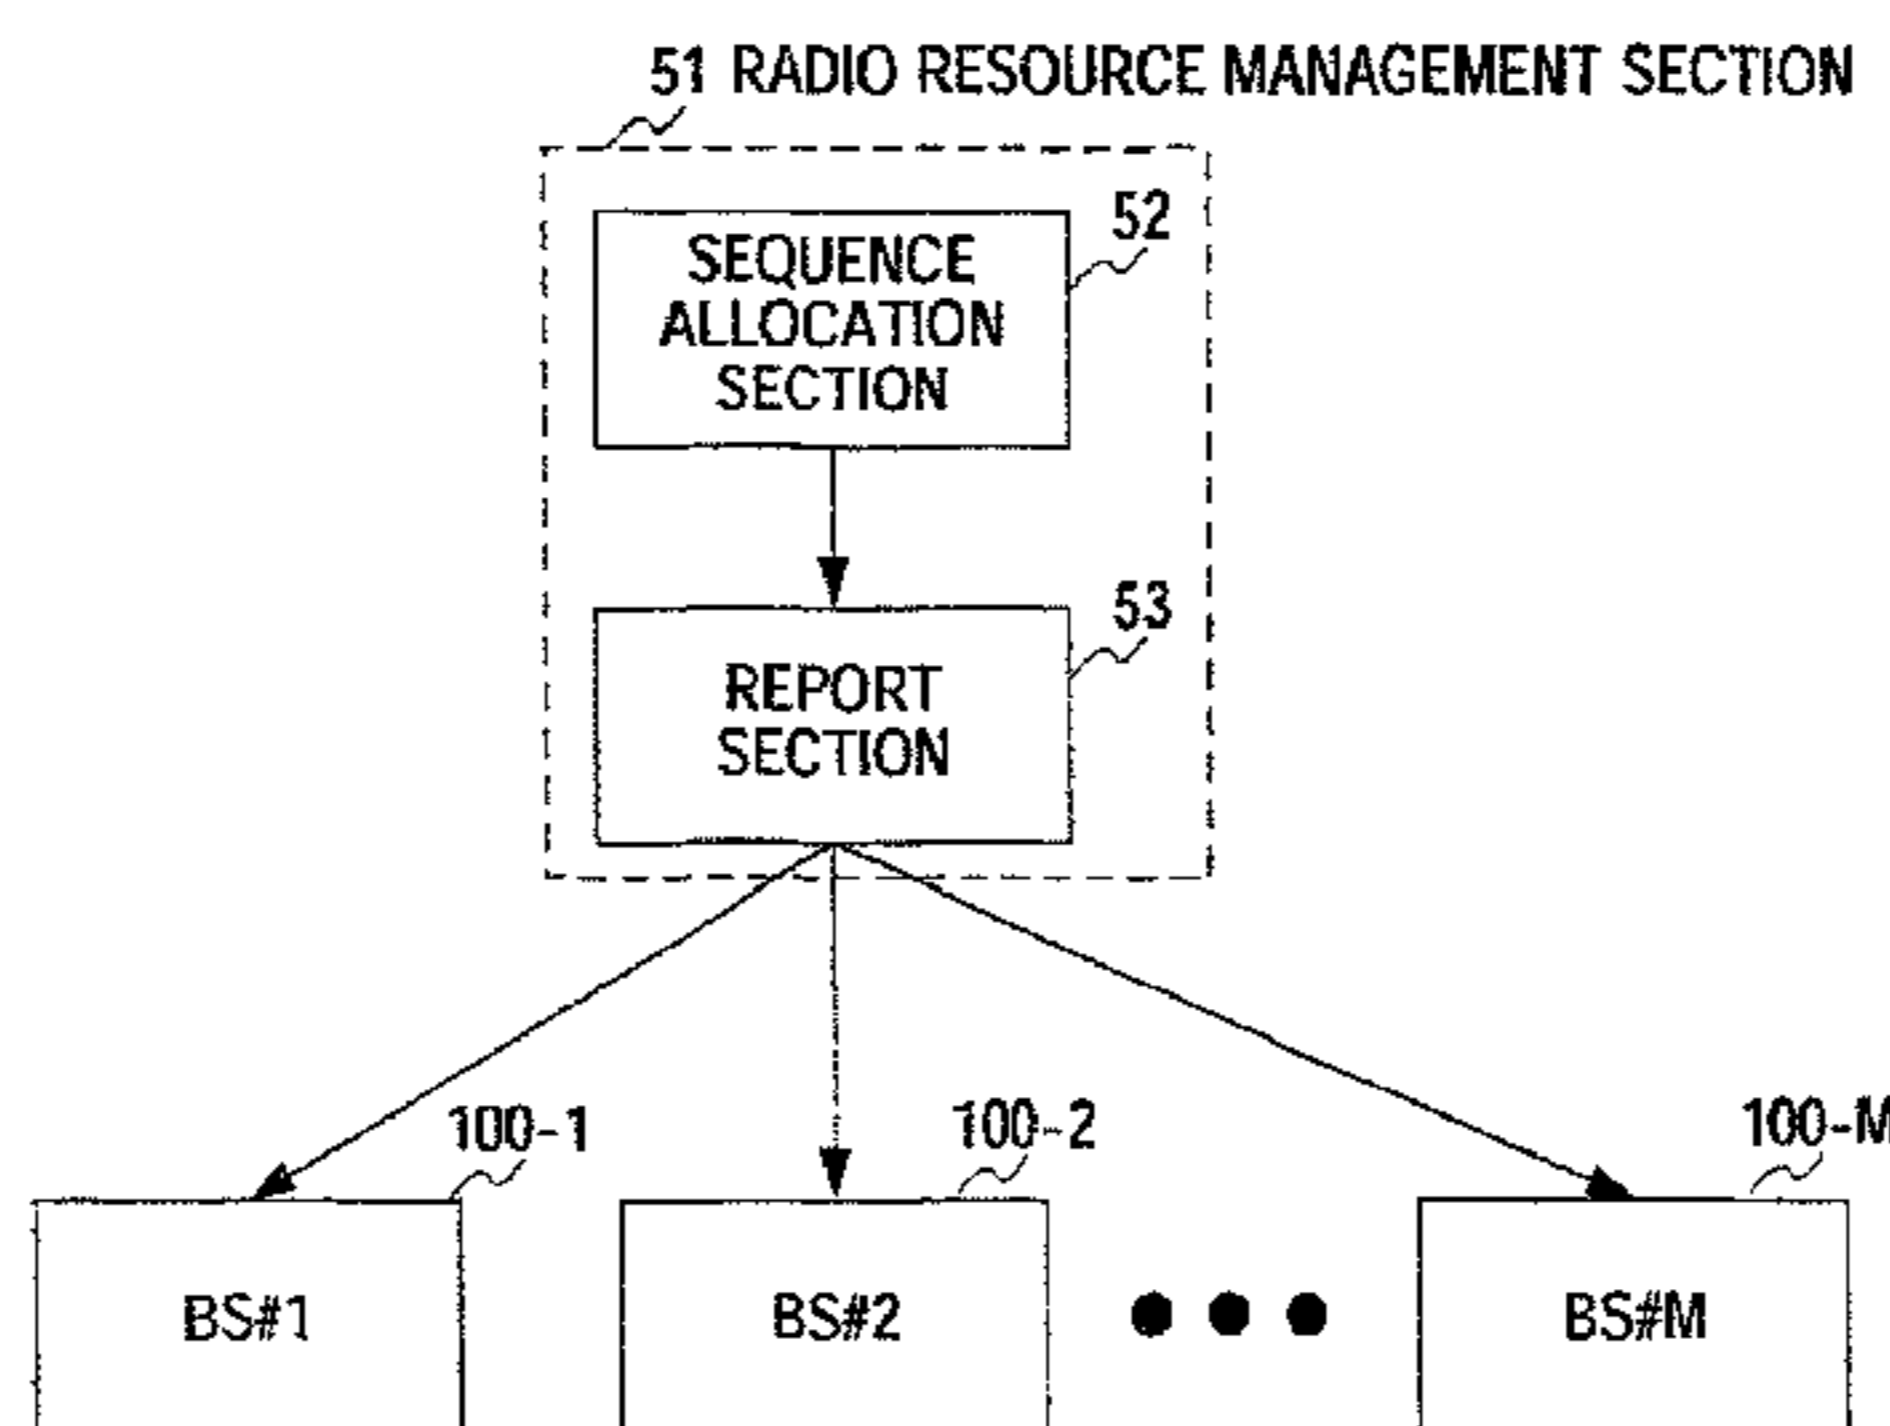 51 RADIO RESOURCE MANAGEMENT SECTION
52
SEQUENCE
ALLOCATION
SECTION
53
REPORT
SECTION
100-1
100-2
100-M
BS#1
BS#2
BS#M